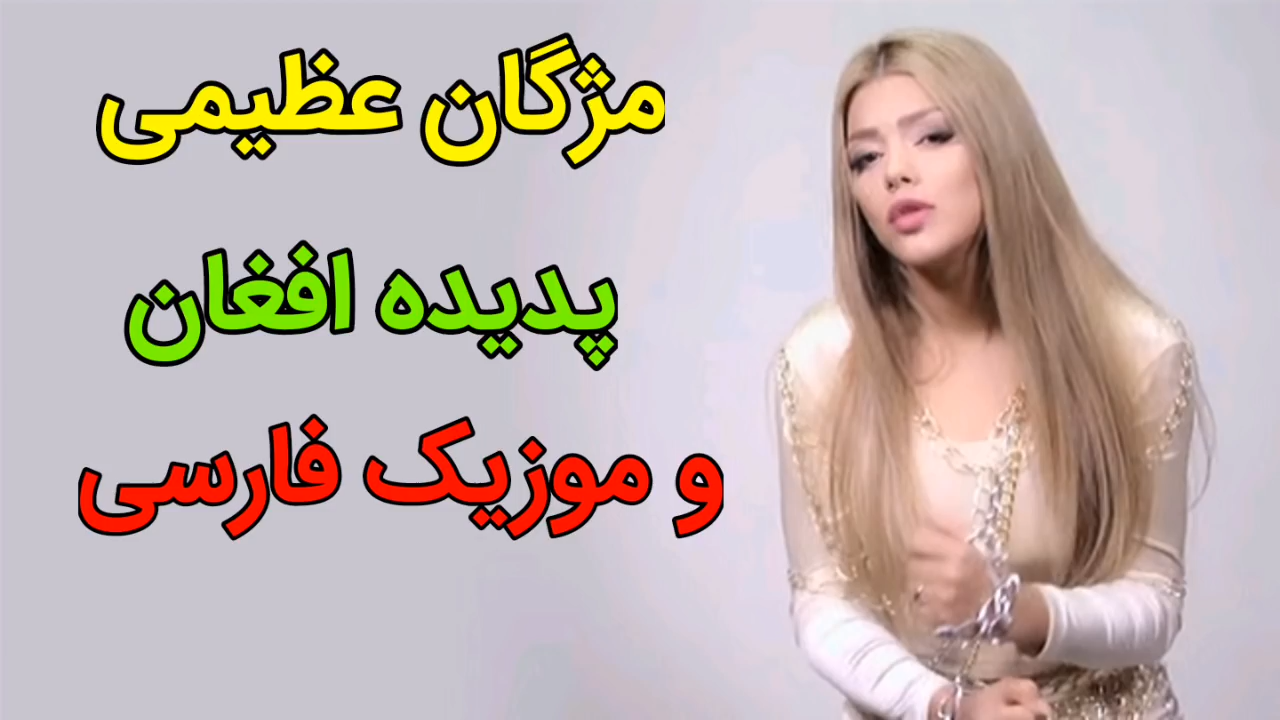 مژگان عظیمی
پدیده افغان
و موزیک فارسی